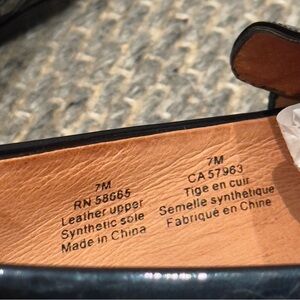 7M
RN 58665
Leather upper
Synthetic sole
Made in China
7M
CA 57963
Tige en cuir
Semelle synthétique
Fabriqué en Chine